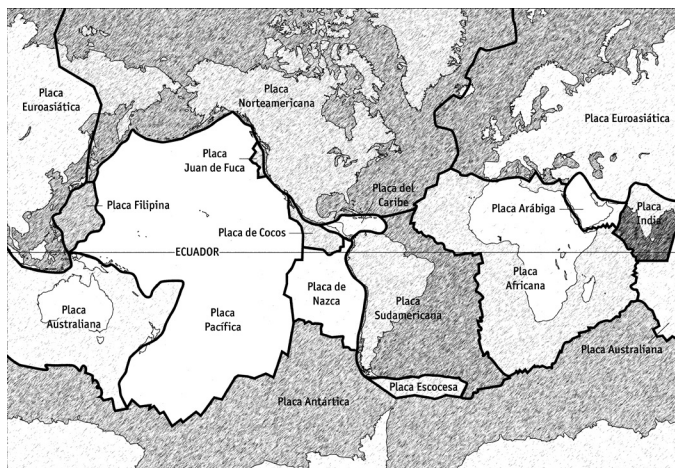 Placa
Euroasiática
Placa
Norteamericana
Placa
Juan de Fuca
Placa Euroasiática
Placa del
Caribe
Placa Filipina
Placa Arábiga
Placa
India
Placa de Cocos
ECUADOR
Placa
Australiana
Placa
Pacífica
Placa de
Nazca
Placa
Sudamericana
Placa
Africana
Placa Australiana
Placa Escocesa
Placa Antártica